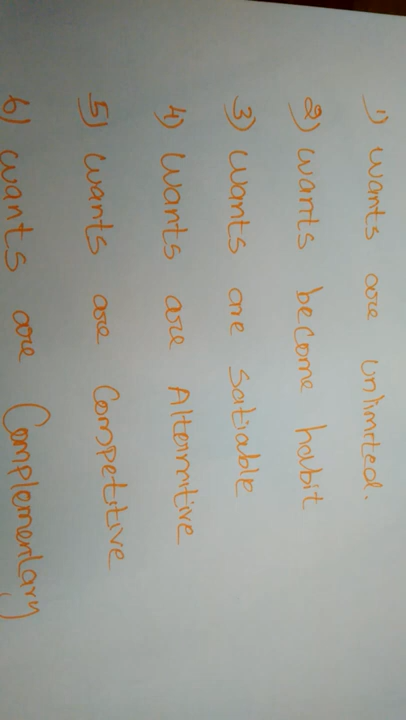 1) Wants are unlimited.
2) Wants become habit
3) Wants are Satiable
4) Wants are Alternitive
5) Wants are Competitive
6) Wants are Complementary